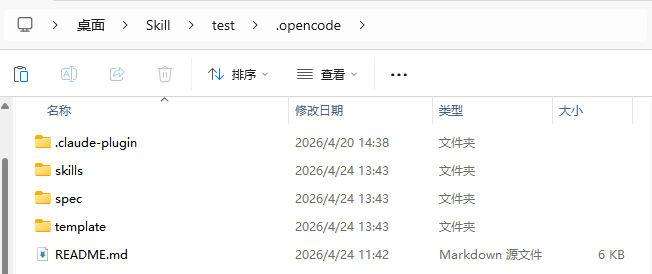 桌面 Skill test .opencode
排序 查看
名称 修改日期 类型 大小
.claude-plugin 2026/4/20 14:38 文件夹
skills 2026/4/24 13:43 文件夹
spec 2026/4/24 13:43 文件夹
template 2026/4/24 13:43 文件夹
README.md 2026/4/24 11:42 Markdown 源文件 6 KB